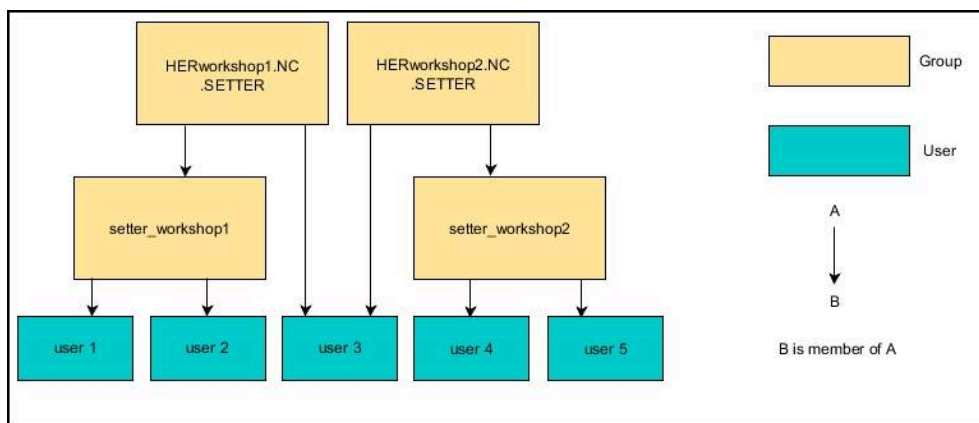 HERworkshop1.NC
.SETTER
HERworkshop2.NC
.SETTER
Group
User
A
setter_workshop1
setter_workshop2
B
user 1
user 2
user 3
user 4
user 5
B is member of A